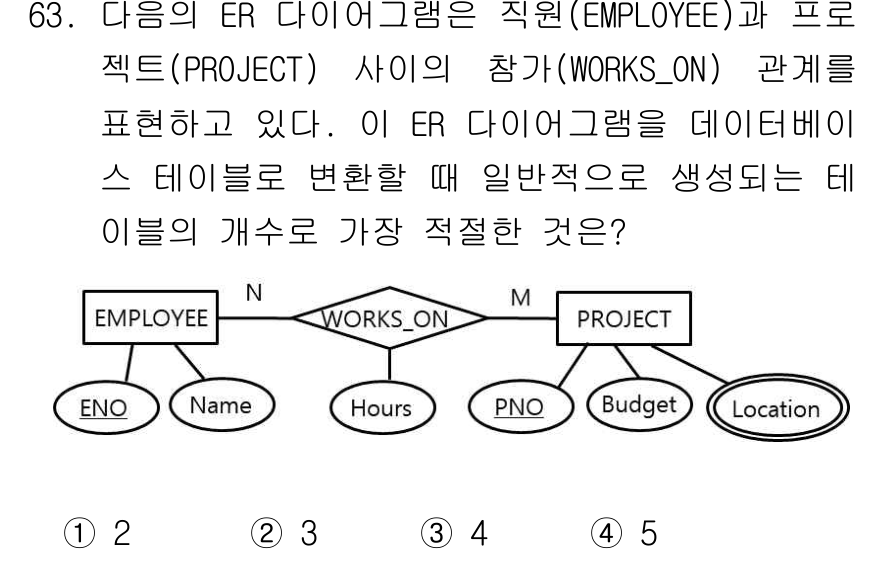 63. 다음의 ER 다이어그램은 직원(EMPLOYEE)과 프로
젝트(PROJECT) 사이의 참가(WORKS_ON) 관계를
표현하고 있다. 이 ER 다이어그램을 데이터베이
스 테이블로 변환할 때 일반적으로 생성되는 테
이블의 개수로 가장 적절한 것은?
N M
EMPLOYEE WORKS_ON PROJECT
ENO Name Hours PNO Budget Location
① 2 ② 3 ③ 4 ④ 5